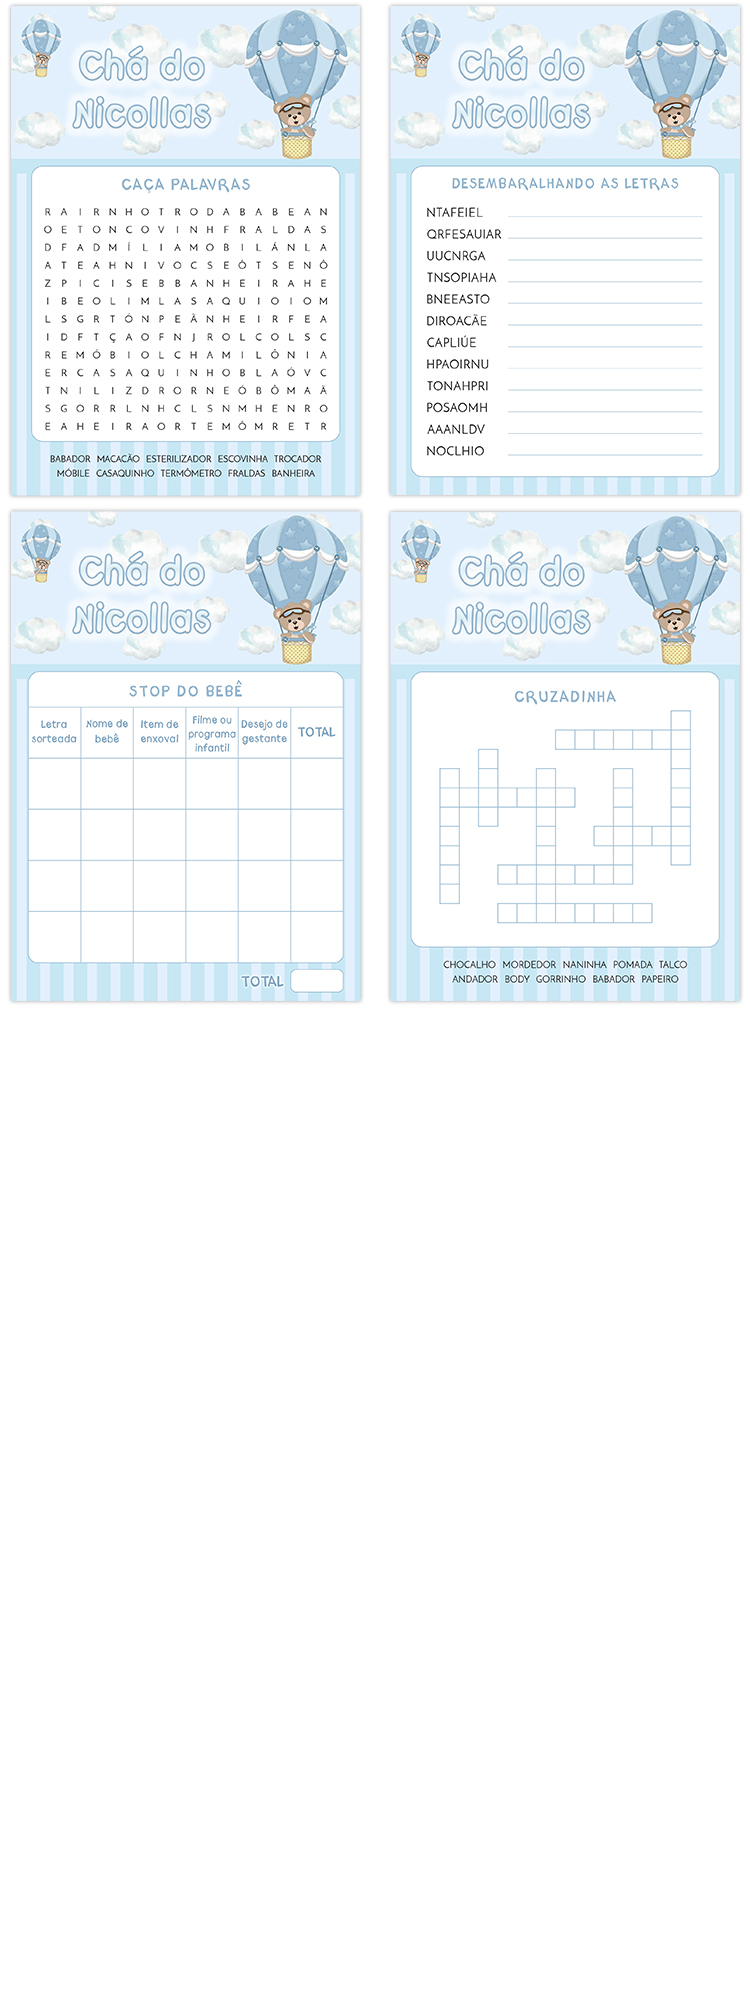 Chá do
Nicollas
CAÇA PALAVRAS
R A I R N H O T R O D A B A B E A N
O E T O N C O V I N H F R A L D A S
D F A D M Í L I A M O B I L Á N L A
A T E A H N I V O C S E Ô T S E N Ô
Z P I C I S E B B A N H E I R A H E
I B E O L I M L A S A Q U I O I O M
L S G R T Ô N P E Ã N H E I R F E A
I D F T Ç A O F N J R O L C O L S C
R E M Ó B I O L C H A M I L Ô N I A
E R C A S A Q U I N H O B L A Ó V C
T N I L I Z D R O R N E Ó B Ô M A Ã
S G O R R L N H C L S N M H E N R O
E A H E I R A O R T E M Ô M R E T R
BABADOR MACACÃO ESTERILIZADOR ESCOVINHA TROCADOR
MÓBILE CASAQUINHO TERMÔMETRO FRALDAS BANHEIRA
Chá do
Nicollas
DESEMBARALHANDO AS LETRAS
NTAFEIEL
QRFESAUIAR
UUCNRGA
TNSOPIAHA
BNEEASTO
DIROACÃE
CAPLIÚE
HPAOIRNU
TONAHPRI
POSAOMH
AAANLDV
NOCLHIO
Chá do
Nicollas
STOP DO BEBÊ
Letra sorteada
Nome de bebê
Item de enxoval
Filme ou programa infantil
Desejo de gestante
TOTAL
TOTAL
Chá do
Nicollas
CRUZADINHA
CHOCALHO MORDEDOR NANINHA POMADA TALCO
ANDADOR BODY GORRINHO BABADOR PAPEIRO